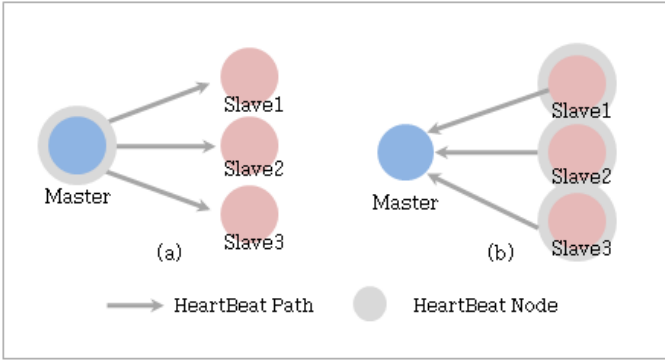 Slave1
Slave2
Master
Slave3
(a)
Slave1
Slave2
Master
Slave3
(b)
HeartBeat Path
HeartBeat Node